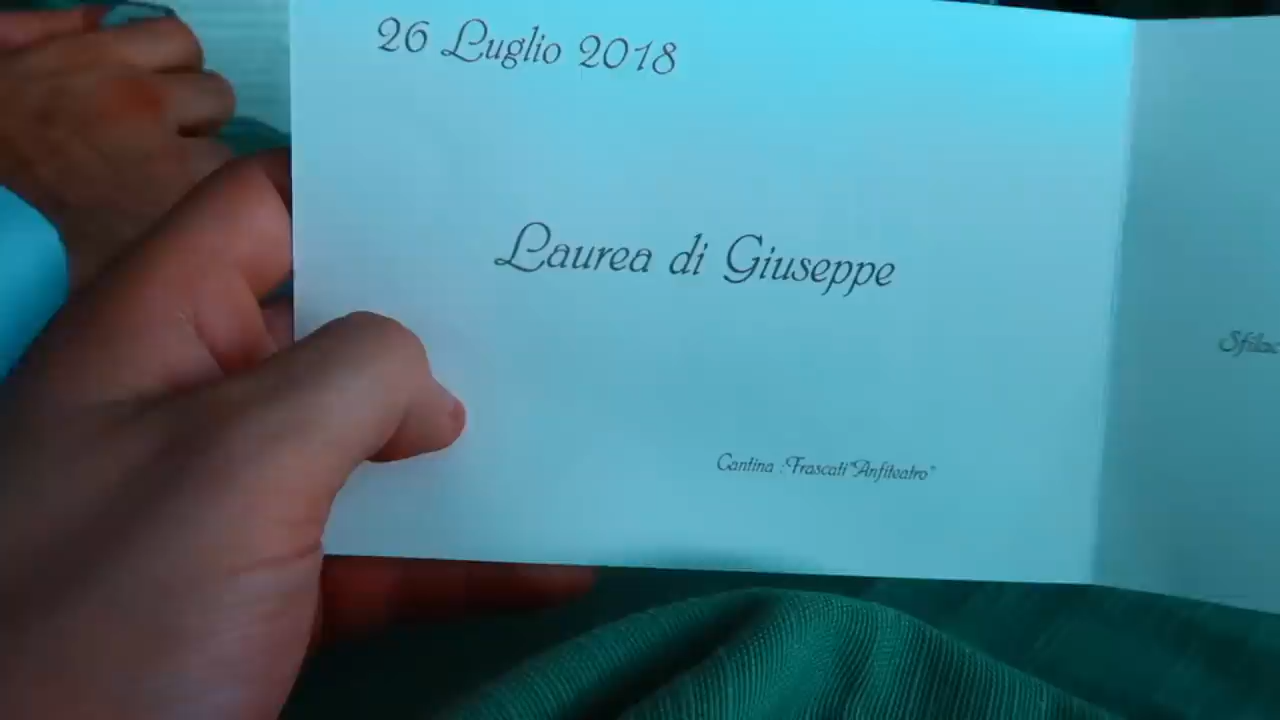 26 Luglio 2018
Laurea di Giuseppe
Cantina : Frascati "Anfiteatro"